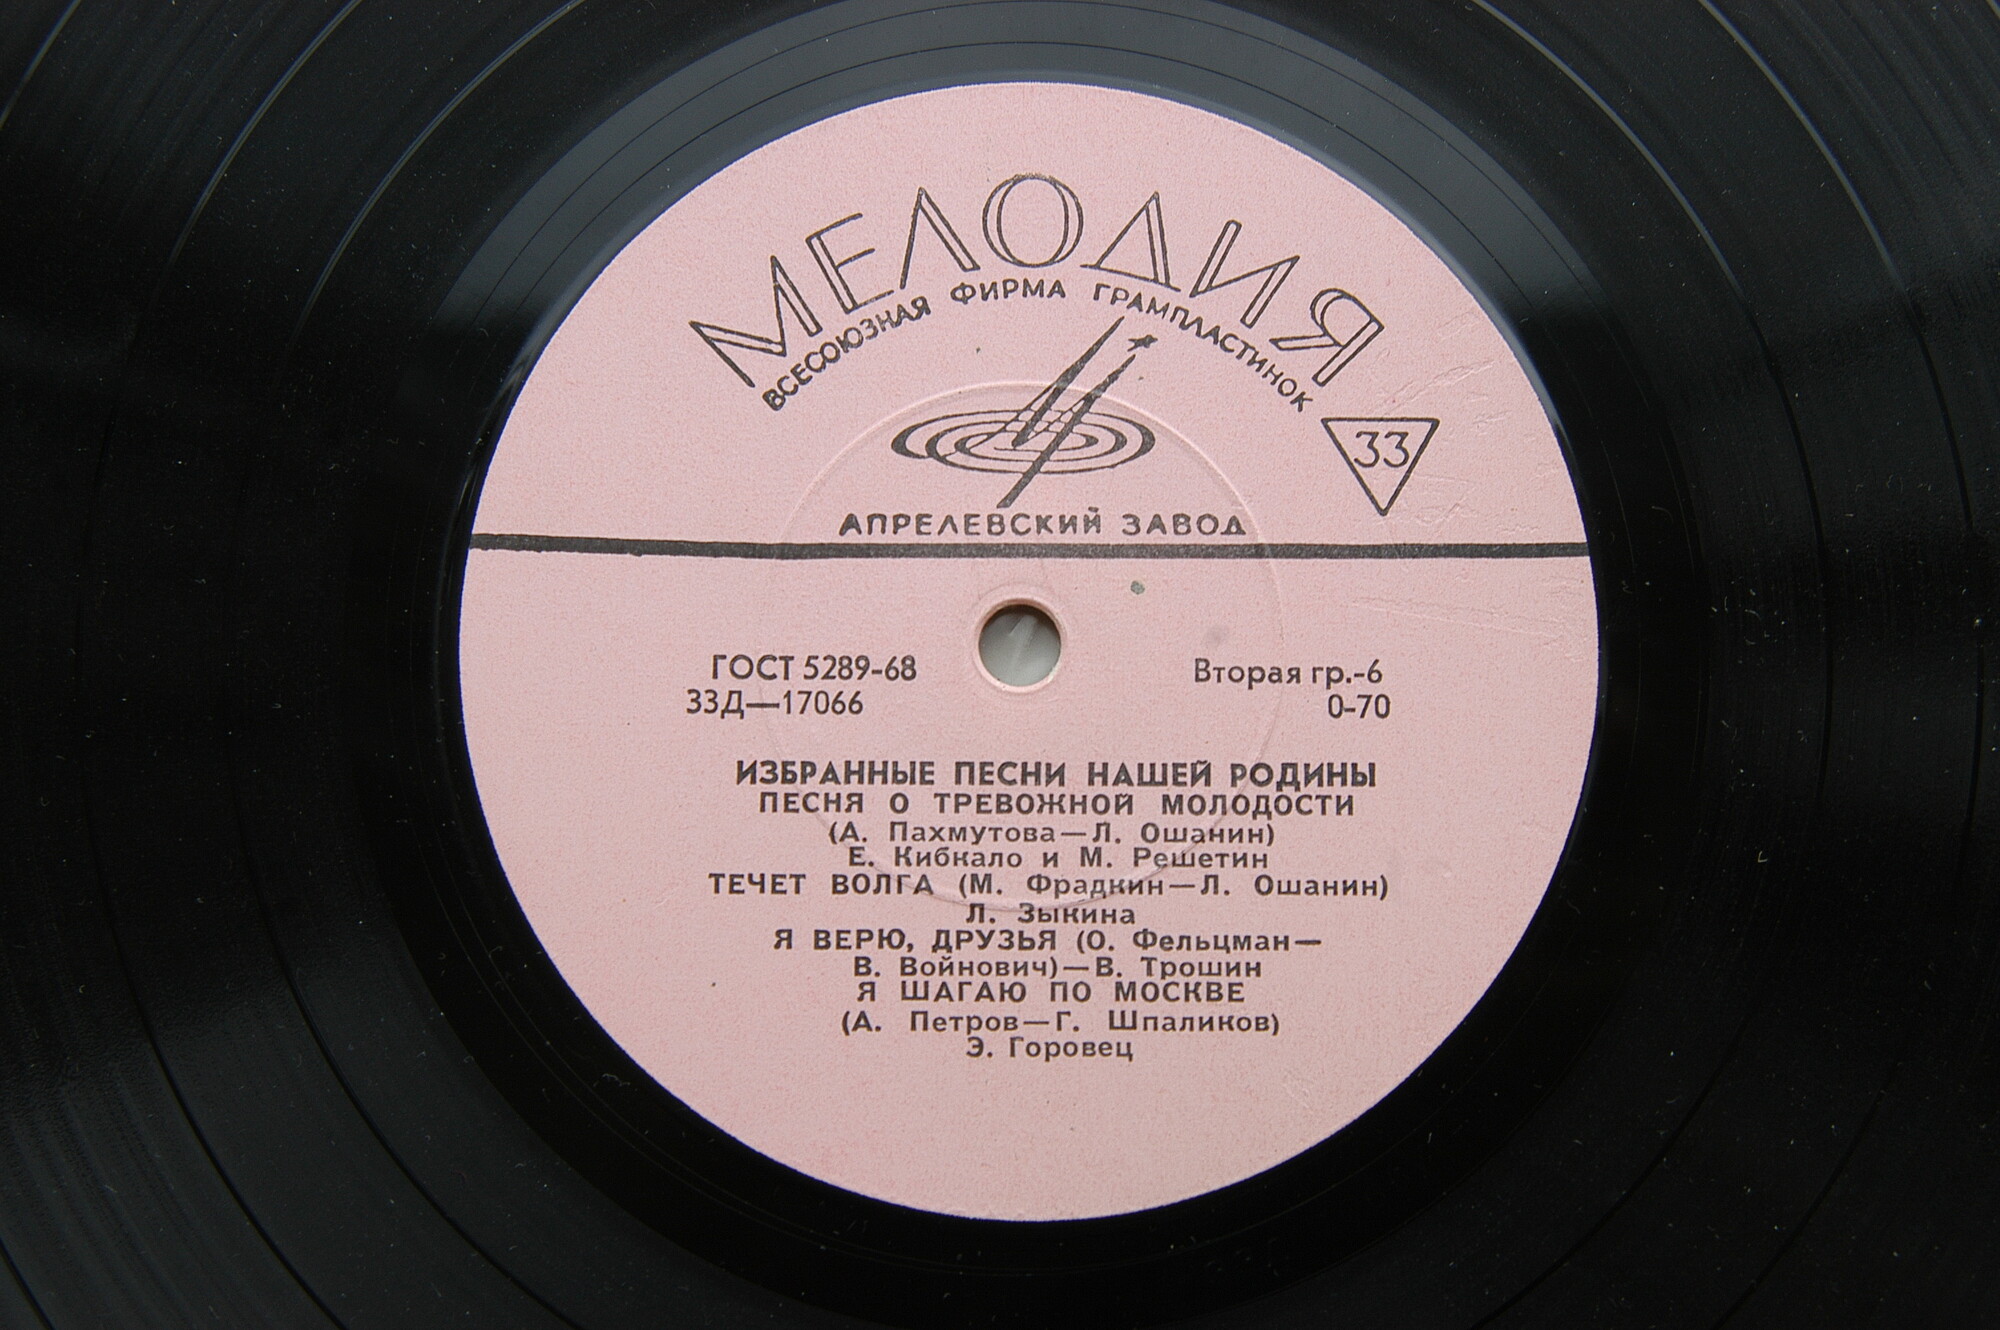 МЕЛОДИЯ
ВСЕСОЮЗНАЯ ФИРМА ГРАМПЛАСТИНОК
33
АПРЕЛЕВСКИЙ ЗАВОД
ГОСТ 5289-68
Вторая гр.-6
33Д—17066
0-70
ИЗБРАННЫЕ ПЕСНИ НАШЕЙ РОДИНЫ
ПЕСНЯ О ТРЕВОЖНОЙ МОЛОДОСТИ
(А. Пахмутова—Л. Ошанин)
Е. Кибкало и М. Решетин
ТЕЧЕТ ВОЛГА (М. Фрадкин—Л. Ошанин)
Л. Зыкина
Я ВЕРЮ, ДРУЗЬЯ (О. Фельцман—
В. Войнович)—В. Трошин
Я ШАГАЮ ПО МОСКВЕ
(А. Петров—Г. Шпаликов)
Э. Горовец